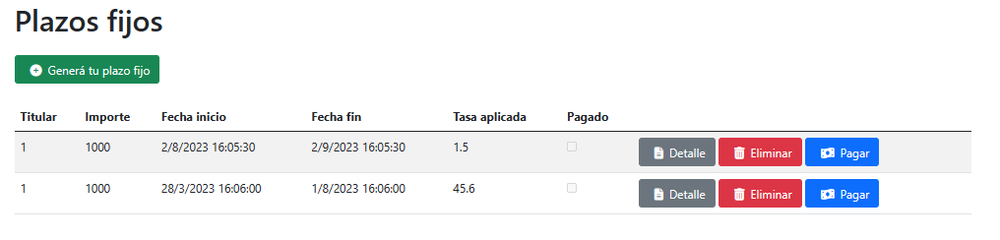 Plazos fijos
Generá tu plazo fijo
Titular Importe Fecha inicio Fecha fin Tasa aplicada Pagado
1 1000 2/8/2023 16:05:30 2/9/2023 16:05:30 1.5 Detalle Eliminar Pagar
1 1000 28/3/2023 16:06:00 1/8/2023 16:06:00 45.6 Detalle Eliminar Pagar